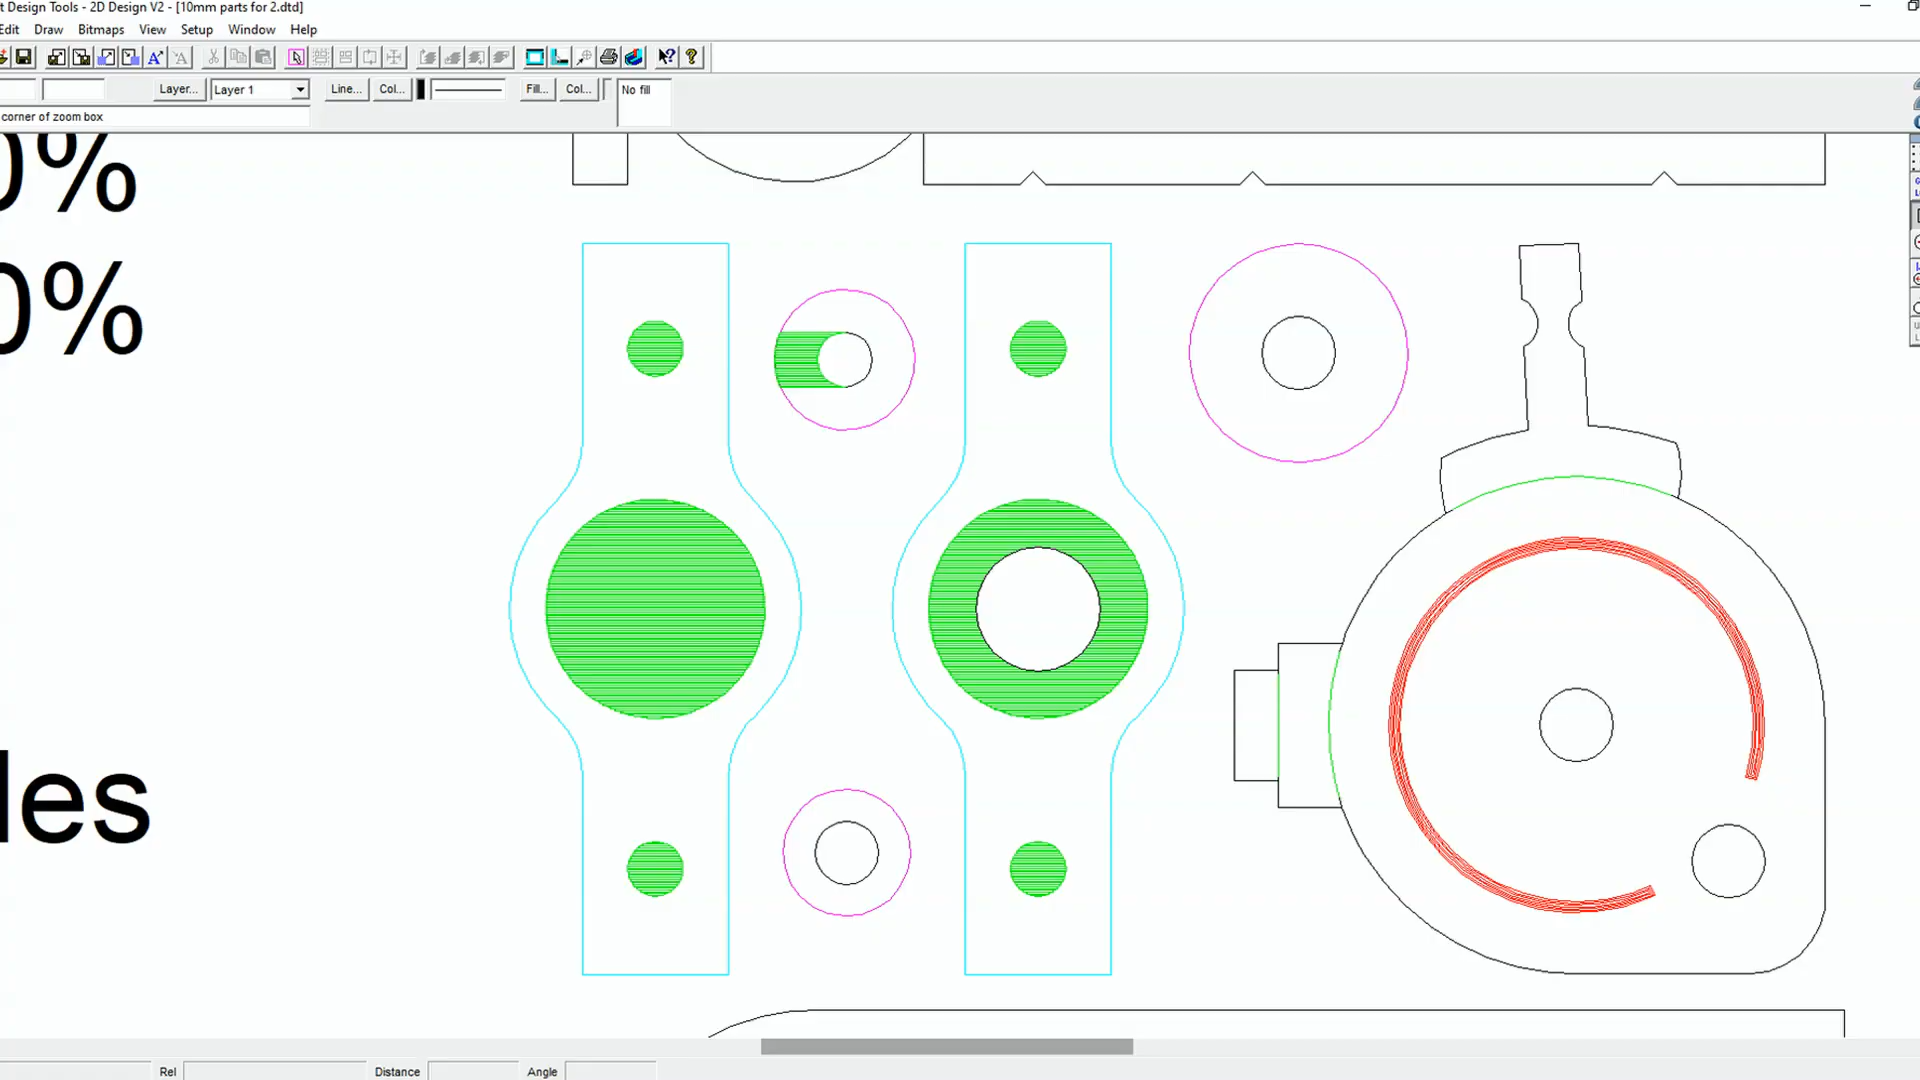 t Design Tools - 2D Design V2 - [10mm parts for 2.dtd]
Edit Draw Bitmaps View Setup Window Help
Layer... Layer 1 Line... Col... Fill... Col... No fill
corner of zoom box
0%
0%
les
Rel Distance Angle